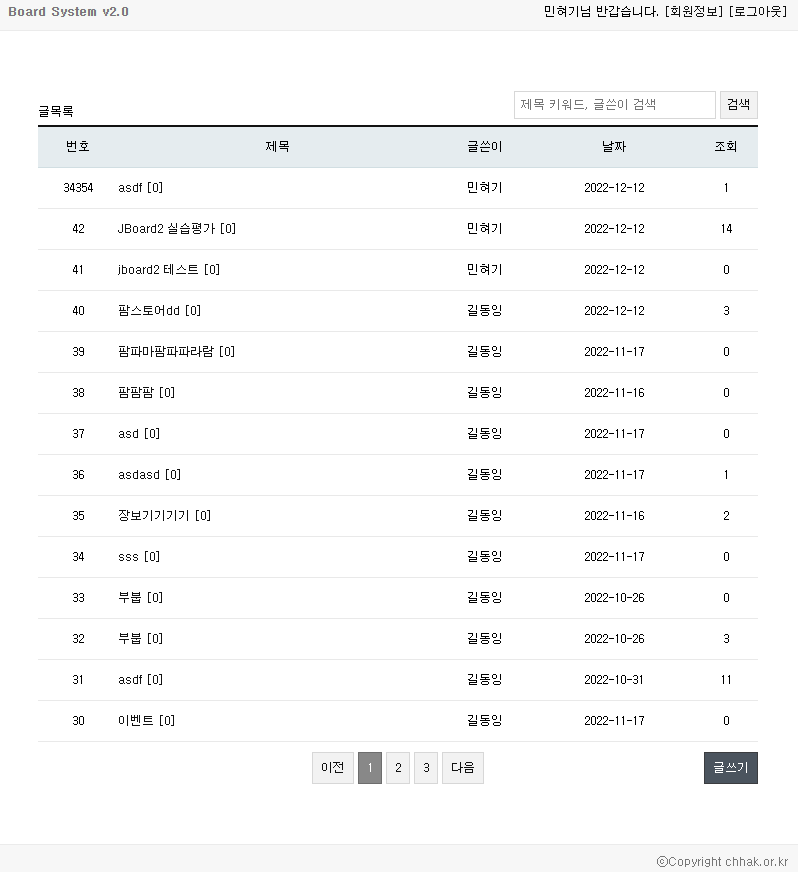 Board System v2.0 민혀기님 반갑습니다. [회원정보] [로그아웃]
글목록 제목 키워드, 글쓴이 검색 검색
번호 제목 글쓴이 날짜 조회
34354 asdf [0] 민혀기 2022-12-12 1
42 JBoard2 실습평가 [0] 민혀기 2022-12-12 14
41 jboard2 테스트 [0] 민혀기 2022-12-12 0
40 팜스토어dd [0] 길동잉 2022-12-12 3
39 팜파마팜파파라람 [0] 길동잉 2022-11-17 0
38 팜팜팜 [0] 길동잉 2022-11-16 0
37 asd [0] 길동잉 2022-11-17 0
36 asdasd [0] 길동잉 2022-11-17 1
35 장보기기기기 [0] 길동잉 2022-11-16 2
34 sss [0] 길동잉 2022-11-17 0
33 부붑 [0] 길동잉 2022-10-26 0
32 부붑 [0] 길동잉 2022-10-26 3
31 asdf [0] 길동잉 2022-10-31 11
30 이벤트 [0] 길동잉 2022-11-17 0
이전 1 2 3 다음 글쓰기
ⓒCopyright chhak.or.kr